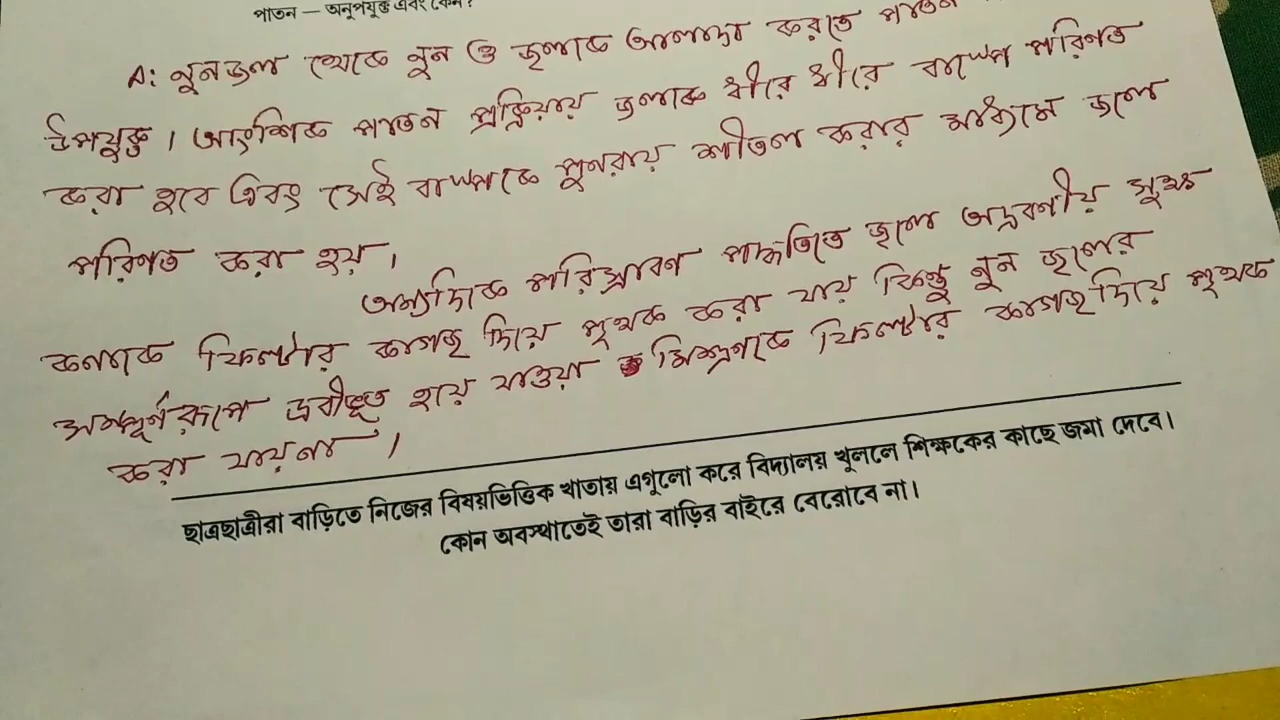 পাতন — অনুপযুক্ত এবং কেন?
A: নুনজল থেকে নুন ও জলকে আলাদা করতে পাতন
উপযুক্ত। আংশিক পাতন প্রক্রিয়ায় জলকে ধীরে ধীরে বাষ্পে পরিণত
করা হবে এবং সেই বাষ্পকে পুনরায় শীতল করার মাধ্যমে জলে
পরিণত করা হয়।
অন্যদিকে পরিস্রাবণ পদ্ধতিতে জলে অদ্রবণীয় সূক্ষ্ম
কণাকে ফিল্টার কাগজ দিয়ে পৃথক করা যায় কিন্তু নুন জলের
সম্পূর্ণরূপে দ্রবীভূত হয়ে যাওয়া মিশ্রণকে ফিল্টার কাগজ দিয়ে পৃথক
করা যায়না।
ছাত্রছাত্রীরা বাড়িতে নিজের বিষয়ভিত্তিক খাতায় এগুলো করে বিদ্যালয় খুললে শিক্ষকের কাছে জমা দেবে।
কোন অবস্থাতেই তারা বাড়ির বাইরে বেরোবে না।